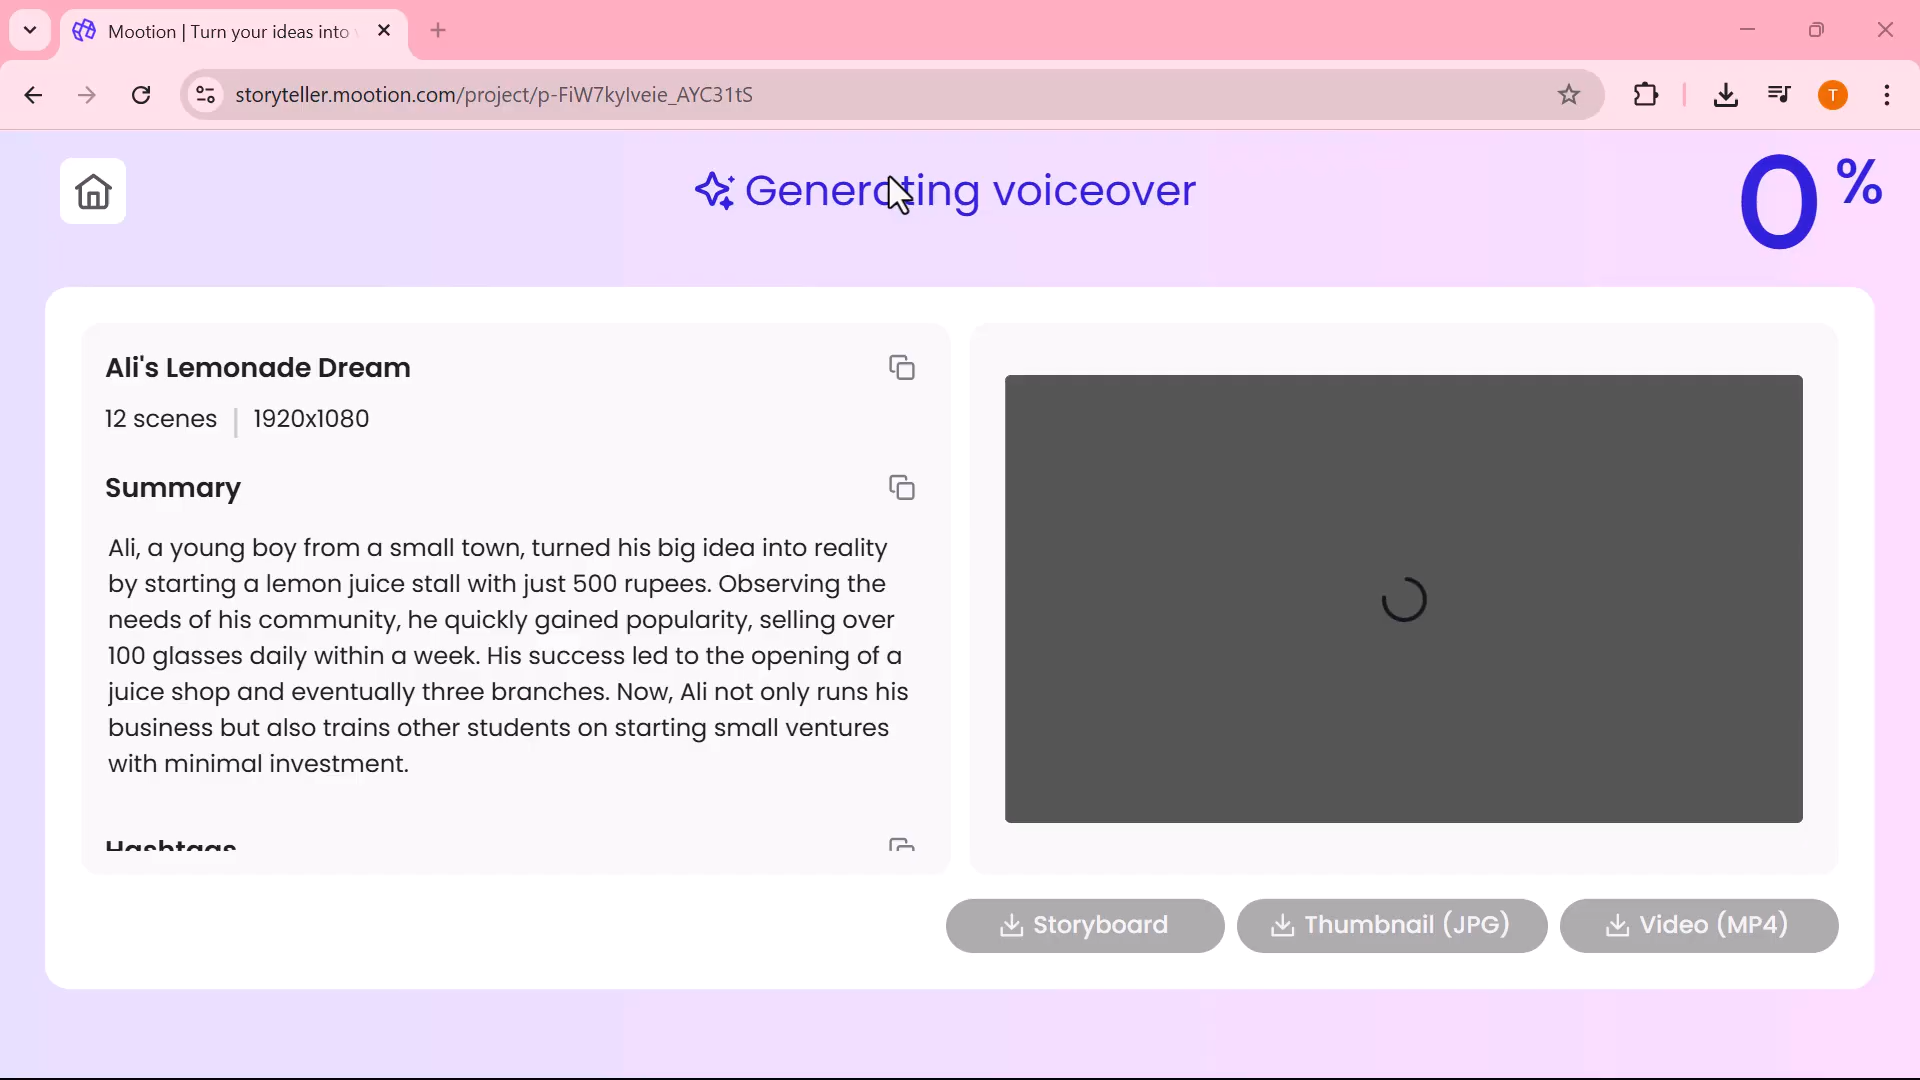 Mootion | Turn your ideas into
storyteller.mootion.com/project/p-FiW7kyIveie_AYC31tS
T
Generating voiceover
0 %
Ali's Lemonade Dream
12 scenes | 1920x1080
Summary
Ali, a young boy from a small town, turned his big idea into reality
by starting a lemon juice stall with just 500 rupees. Observing the
needs of his community, he quickly gained popularity, selling over
100 glasses daily within a week. His success led to the opening of a
juice shop and eventually three branches. Now, Ali not only runs his
business but also trains other students on starting small ventures
with minimal investment.
Hashtags
Storyboard
Thumbnail (JPG)
Video (MP4)